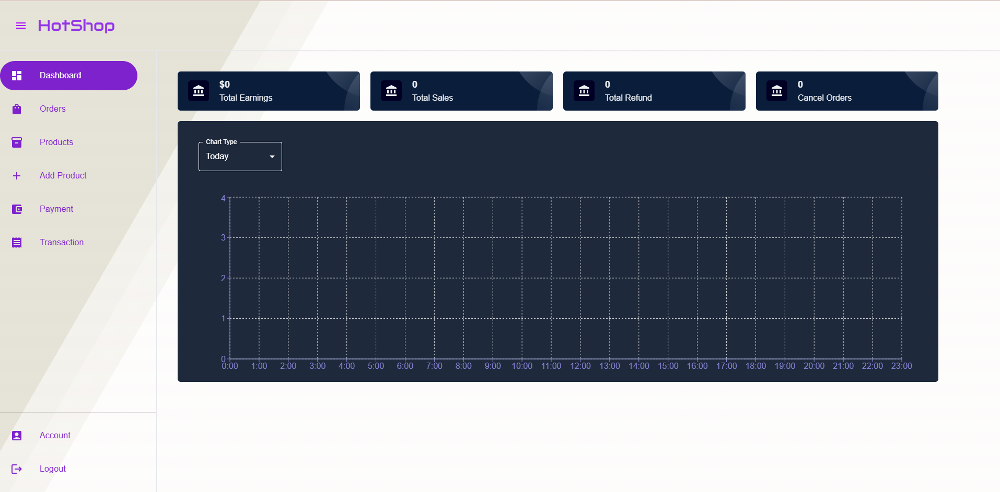 HotShop
Dashboard
Orders
Products
Add Product
Payment
Transaction
Account
Logout
$0
Total Earnings
0
Total Sales
0
Total Refund
0
Cancel Orders
Chart Type
Today
4
3
2
1
0
0:00 1:00 2:00 3:00 4:00 5:00 6:00 7:00 8:00 9:00 10:00 11:00 12:00 13:00 14:00 15:00 16:00 17:00 18:00 19:00 20:00 21:00 22:00 23:00